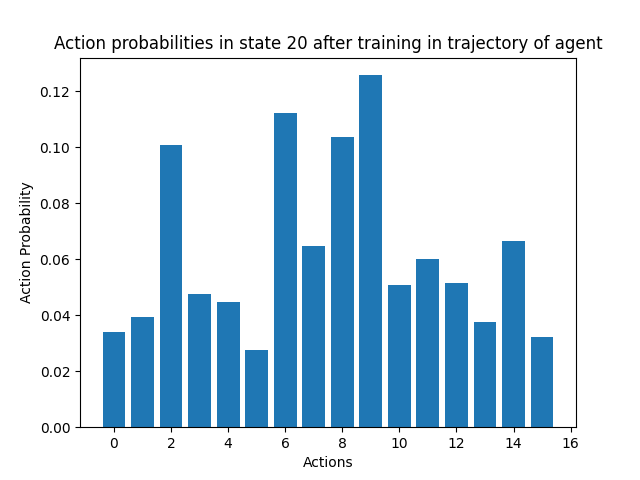 Action probabilities in state 20 after training in trajectory of agent
0.12
0.10
0.08
0.06
0.04
0.02
0.00
Action Probability
0 2 4 6 8 10 12 14 16
Actions